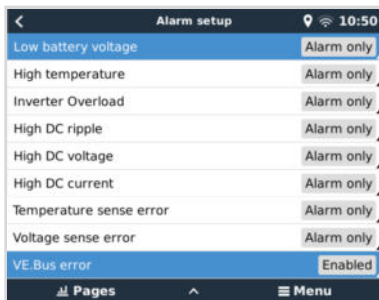 Alarm setup 10:50
Low battery voltage Alarm only
High temperature Alarm only
Inverter Overload Alarm only
High DC ripple Alarm only
High DC voltage Alarm only
High DC current Alarm only
Temperature sense error Alarm only
Voltage sense error Alarm only
VE.Bus error Enabled
Pages Menu